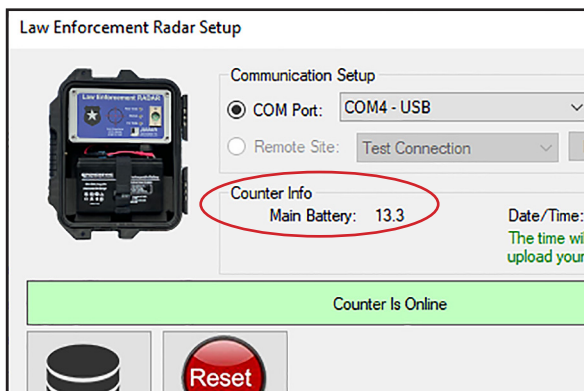 Law Enforcement Radar Setup
Communication Setup
COM Port: COM4 - USB
Remote Site: Test Connection
Law Enforcement RADAR
Counter Info
Main Battery: 13.3
Date/Time:
The time wi
upload your
Counter Is Online
Reset